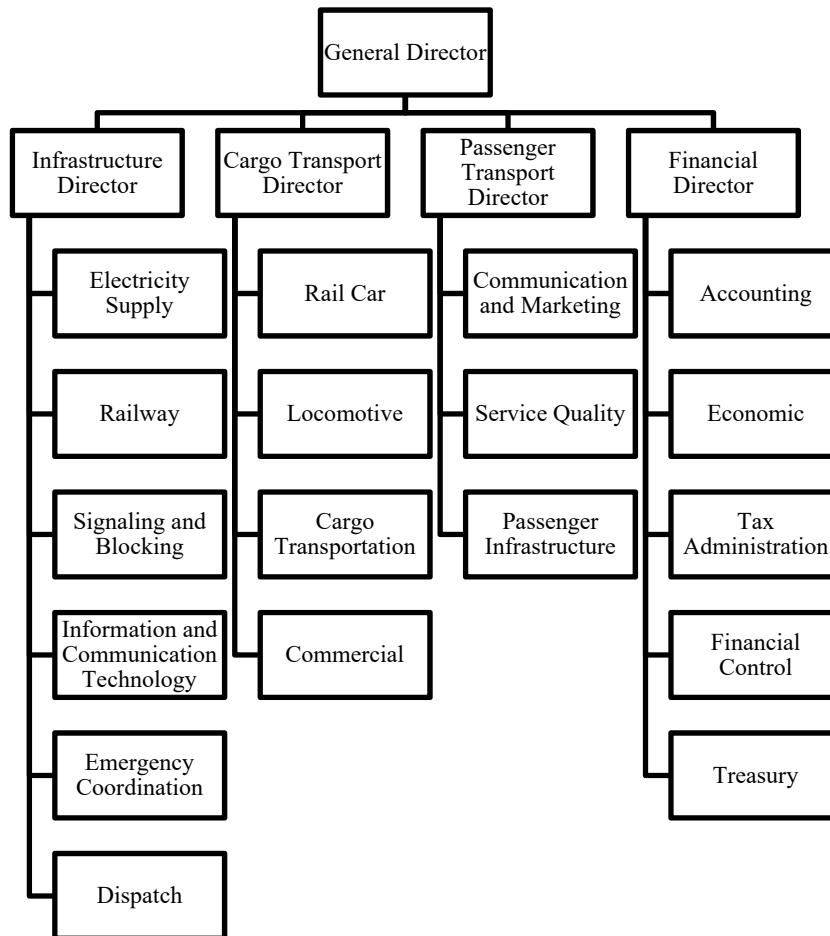 General Director
Infrastructure
Director
Cargo Transport
Director
Passenger
Transport
Director
Financial
Director
Electricity
Supply
Railway
Signaling and
Blocking
Information and
Communication
Technology
Emergency
Coordination
Dispatch
Rail Car
Locomotive
Cargo
Transportation
Commercial
Communication
and Marketing
Service Quality
Passenger
Infrastructure
Accounting
Economic
Tax
Administration
Financial
Control
Treasury